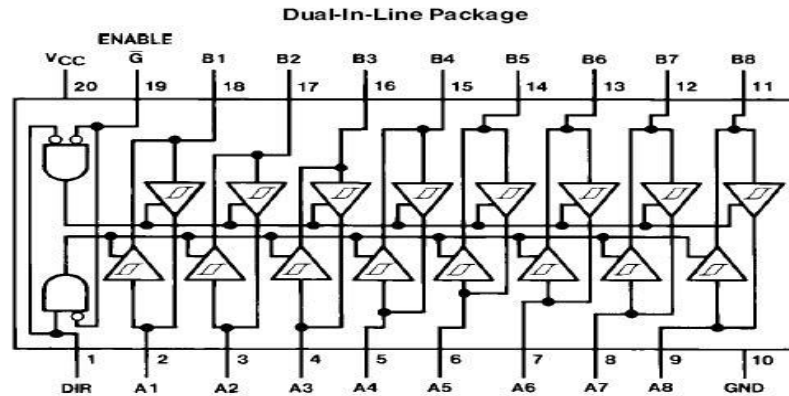 Dual-In-Line Package
ENABLE
VCC G̅ B1 B2 B3 B4 B5 B6 B7 B8
20 19 18 17 16 15 14 13 12 11
1 2 3 4 5 6 7 8 9 10
DIR A1 A2 A3 A4 A5 A6 A7 A8 GND